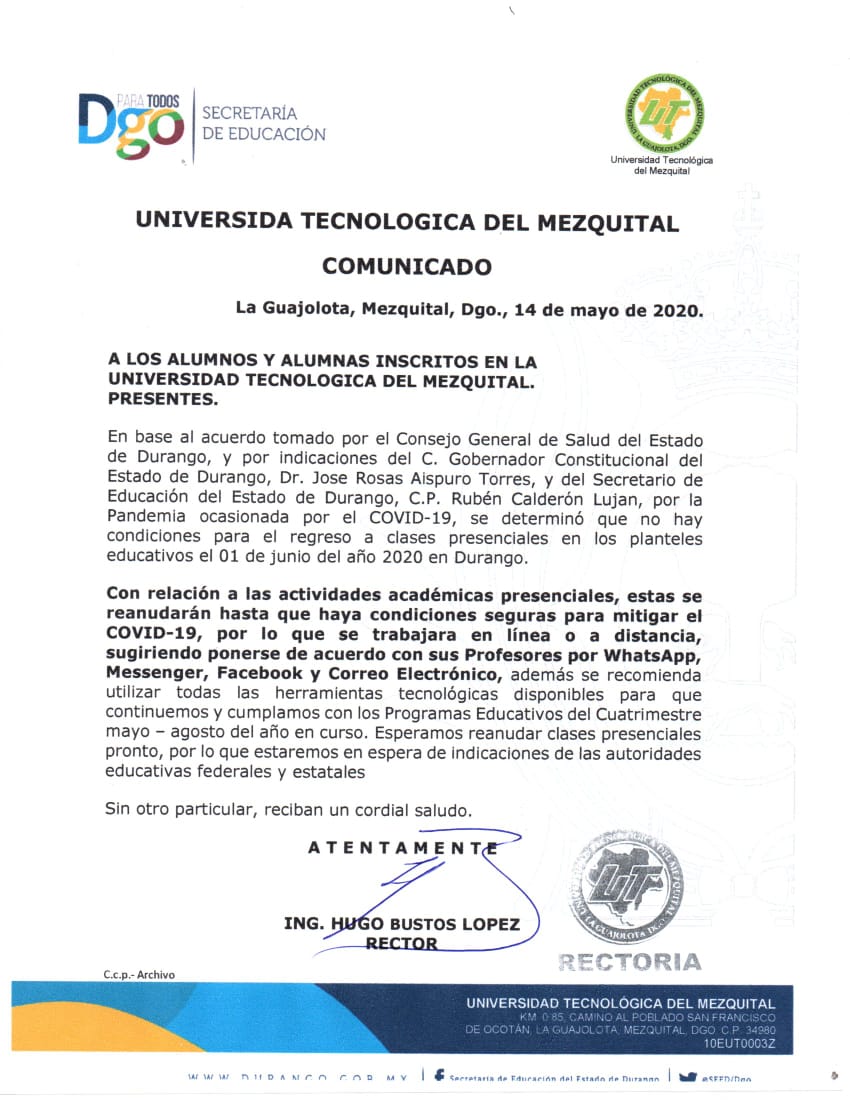 PARA TODOS
Dgo
SECRETARÍA
DE EDUCACIÓN
UNIVERSIDAD TECNOLÓGICA DEL MEZQUITAL
UT
LA GUAJOLOTA, DGO.
Universidad Tecnológica
del Mezquital
UNIVERSIDA TECNOLOGICA DEL MEZQUITAL
COMUNICADO
La Guajolota, Mezquital, Dgo., 14 de mayo de 2020.
A LOS ALUMNOS Y ALUMNAS INSCRITOS EN LA
UNIVERSIDAD TECNOLOGICA DEL MEZQUITAL.
PRESENTES.
En base al acuerdo tomado por el Consejo General de Salud del Estado
de Durango, y por indicaciones del C. Gobernador Constitucional del
Estado de Durango, Dr. Jose Rosas Aispuro Torres, y del Secretario de
Educación del Estado de Durango, C.P. Rubén Calderón Lujan, por la
Pandemia ocasionada por el COVID-19, se determinó que no hay
condiciones para el regreso a clases presenciales en los planteles
educativos el 01 de junio del año 2020 en Durango.
Con relación a las actividades académicas presenciales, estas se
reanudarán hasta que haya condiciones seguras para mitigar el
COVID-19, por lo que se trabajara en línea o a distancia,
sugiriendo ponerse de acuerdo con sus Profesores por WhatsApp,
Messenger, Facebook y Correo Electrónico, además se recomienda
utilizar todas las herramientas tecnológicas disponibles para que
continuemos y cumplamos con los Programas Educativos del Cuatrimestre
mayo – agosto del año en curso. Esperamos reanudar clases presenciales
pronto, por lo que estaremos en espera de indicaciones de las autoridades
educativas federales y estatales
Sin otro particular, reciban un cordial saludo.
A T E N T A M E N T E
ING. HUGO BUSTOS LOPEZ
RECTOR
UT
LA GUAJOLOTA DGO.
RECTORIA
C.c.p.- Archivo
UNIVERSIDAD TECNOLÓGICA DEL MEZQUITAL
KM. 0.85, CAMINO AL POBLADO SAN FRANCISCO
DE OCOTÁN, LA GUAJOLOTA, MEZQUITAL, DGO. C.P. 34980
10EUT0003Z
WWW.DURANGO.GOB.MX
Secretaría de Educación del Estado de Durango
@SEED/Dgo